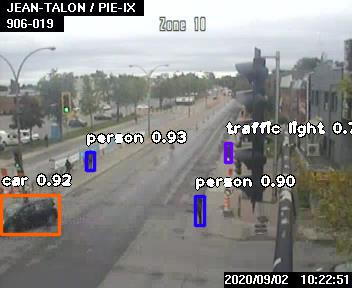 JEAN-TALON / PIE-IX
906-019
Zone 10
person 0.93
traffic light 0.7
car 0.92
person 0.90
2020/09/02 10:22:51